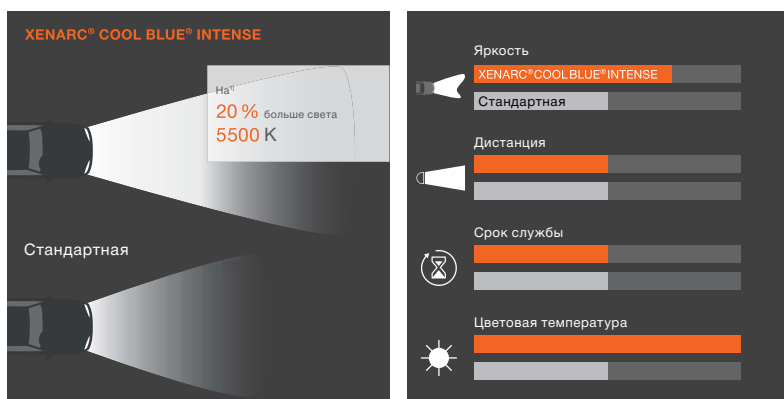 XENARC® COOL BLUE® INTENSE
На¹⁾
20 % больше света
5500 K
Стандартная
Яркость
XENARC® COOL BLUE® INTENSE
Стандартная
Дистанция
Срок службы
Цветовая температура